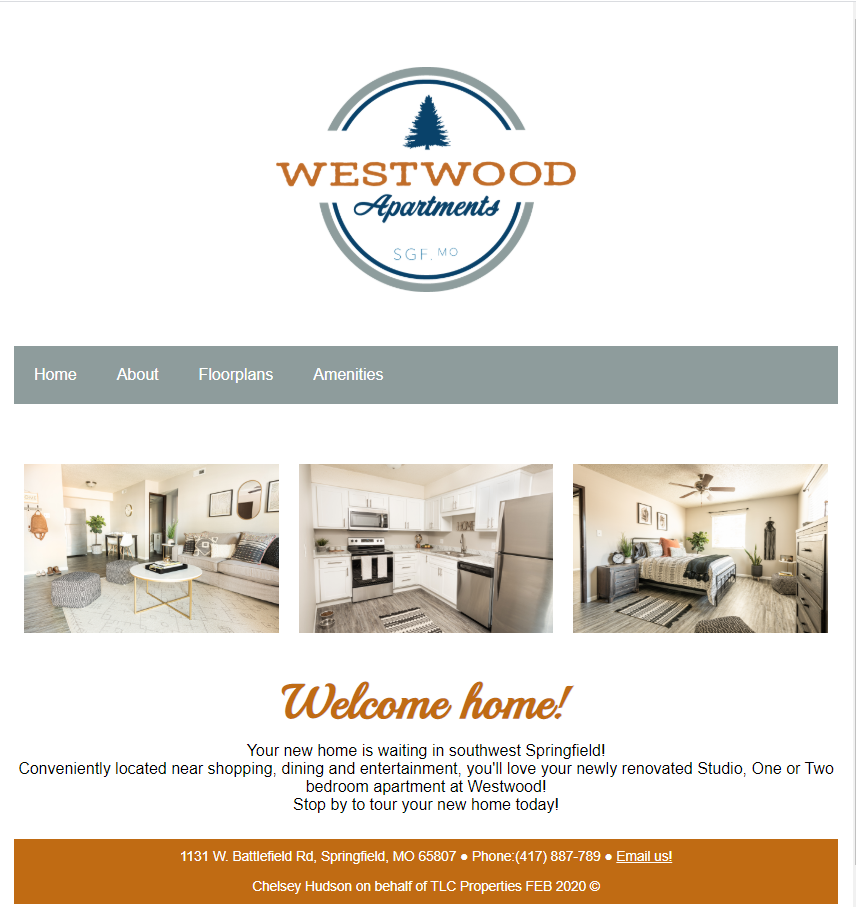 WESTWOOD
Apartments
SGF, MO
Home About Floorplans Amenities
Welcome home!
Your new home is waiting in southwest Springfield!
Conveniently located near shopping, dining and entertainment, you'll love your newly renovated Studio, One or Two
bedroom apartment at Westwood!
Stop by to tour your new home today!
1131 W. Battlefield Rd, Springfield, MO 65807 ● Phone:(417) 887-789 ● Email us!
Chelsey Hudson on behalf of TLC Properties FEB 2020 ©